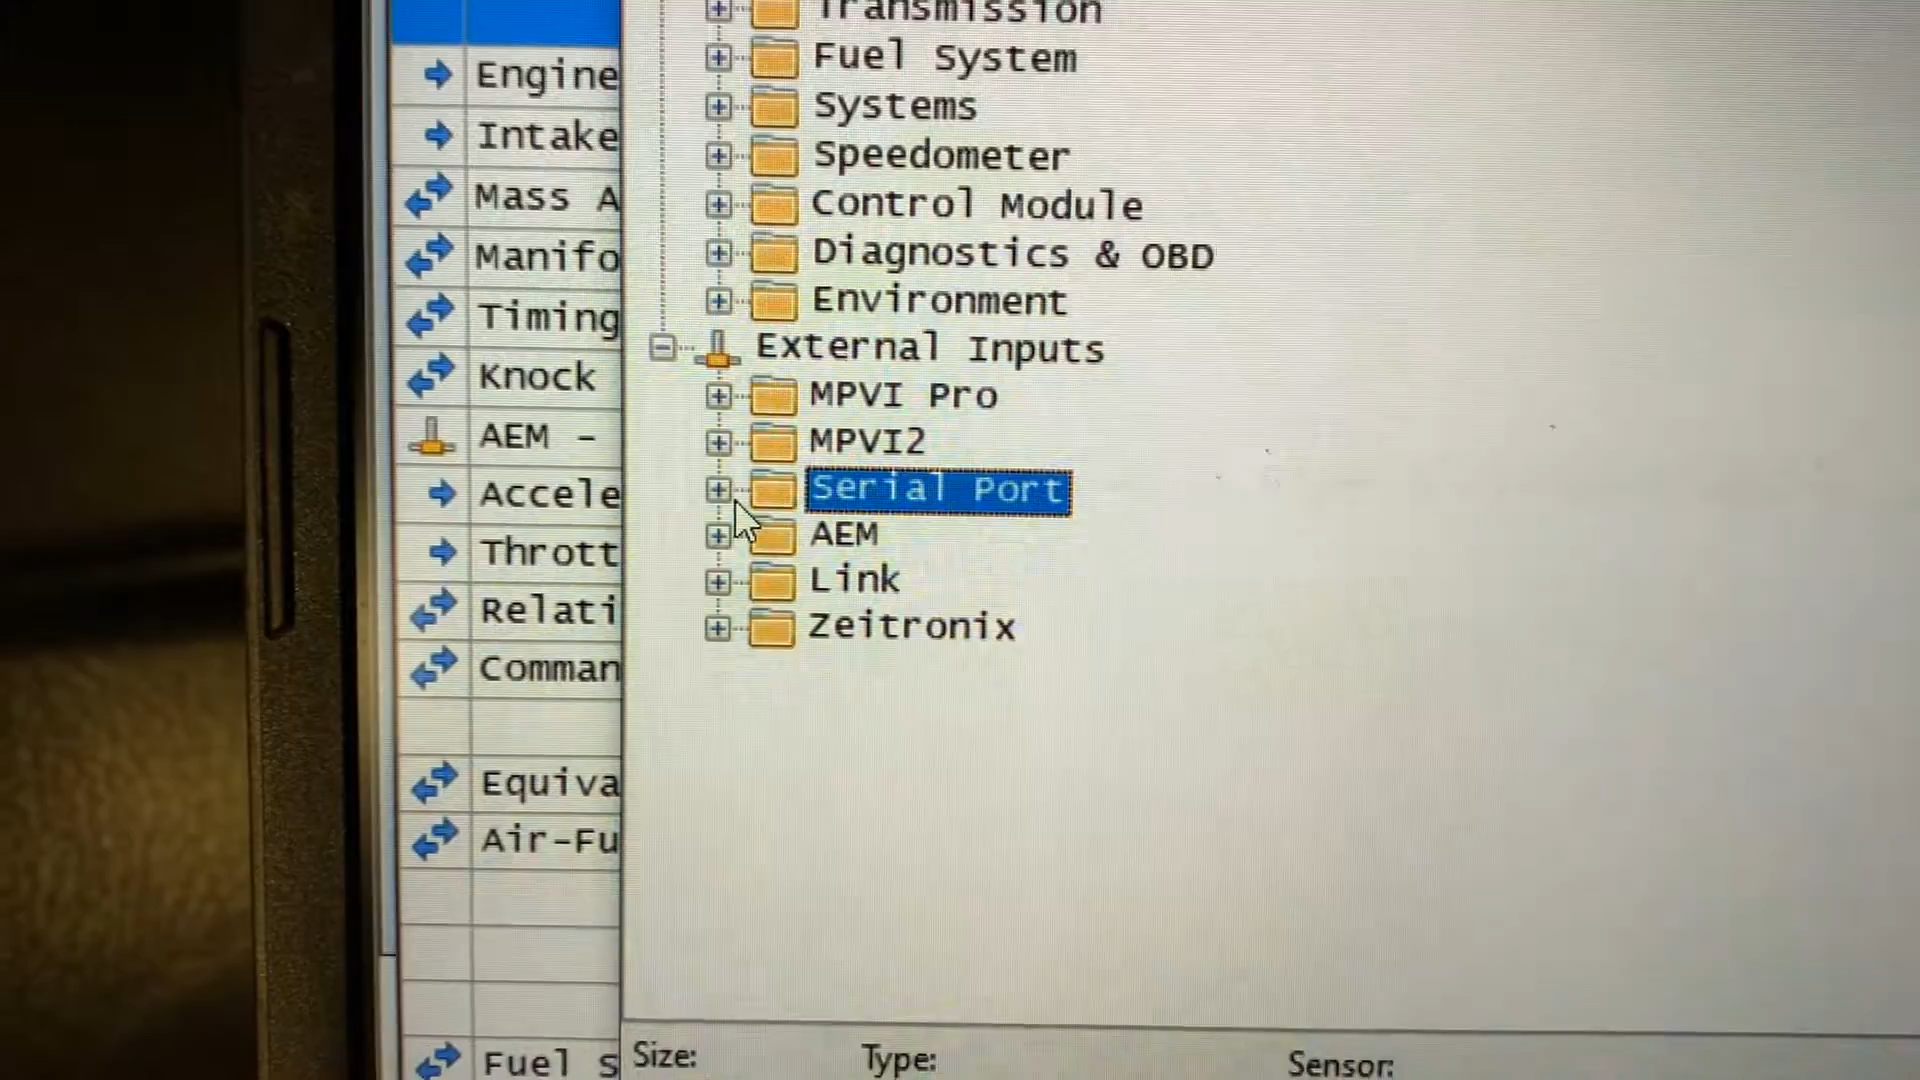 Engine
Intake
Mass A
Manifo
Timing
Knock
AEM -
Accele
Thrott
Relati
Comman
Equiva
Air-Fu
Fuel S
Transmission
Fuel System
Systems
Speedometer
Control Module
Diagnostics & OBD
Environment
External Inputs
MPVI Pro
MPVI2
Serial Port
AEM
Link
Zeitronix
Size: Type: Sensor: